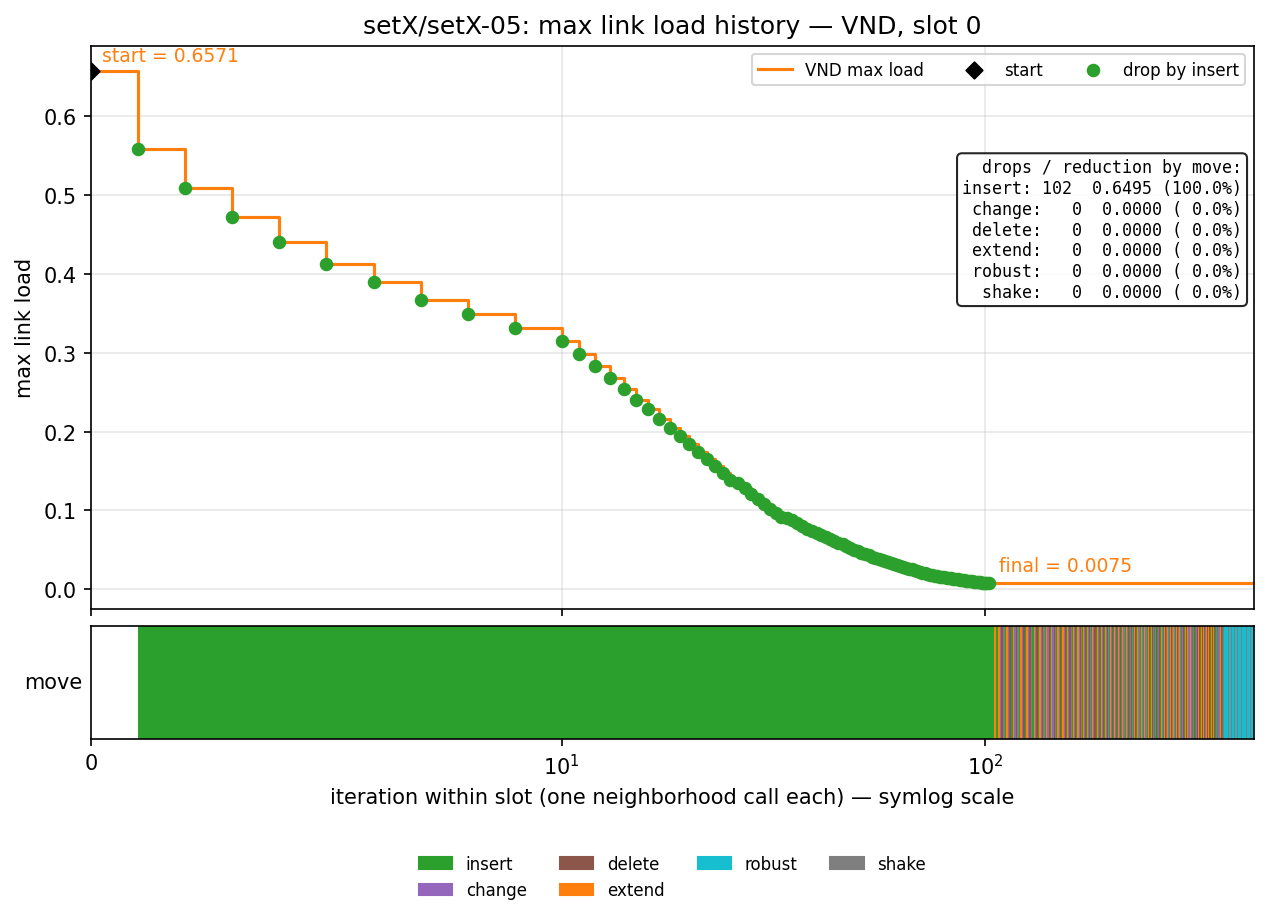 setX/setX-05: max link load history — VND, slot 0
start = 0.6571
VND max load start drop by insert
drops / reduction by move:
insert: 102 0.6495 (100.0%)
change: 0 0.0000 ( 0.0%)
delete: 0 0.0000 ( 0.0%)
extend: 0 0.0000 ( 0.0%)
robust: 0 0.0000 ( 0.0%)
shake: 0 0.0000 ( 0.0%)
0.6
0.5
0.4
0.3
0.2
0.1
0.0
max link load
final = 0.0075
move
0 10¹ 10²
iteration within slot (one neighborhood call each) — symlog scale
insert delete robust shake
change extend